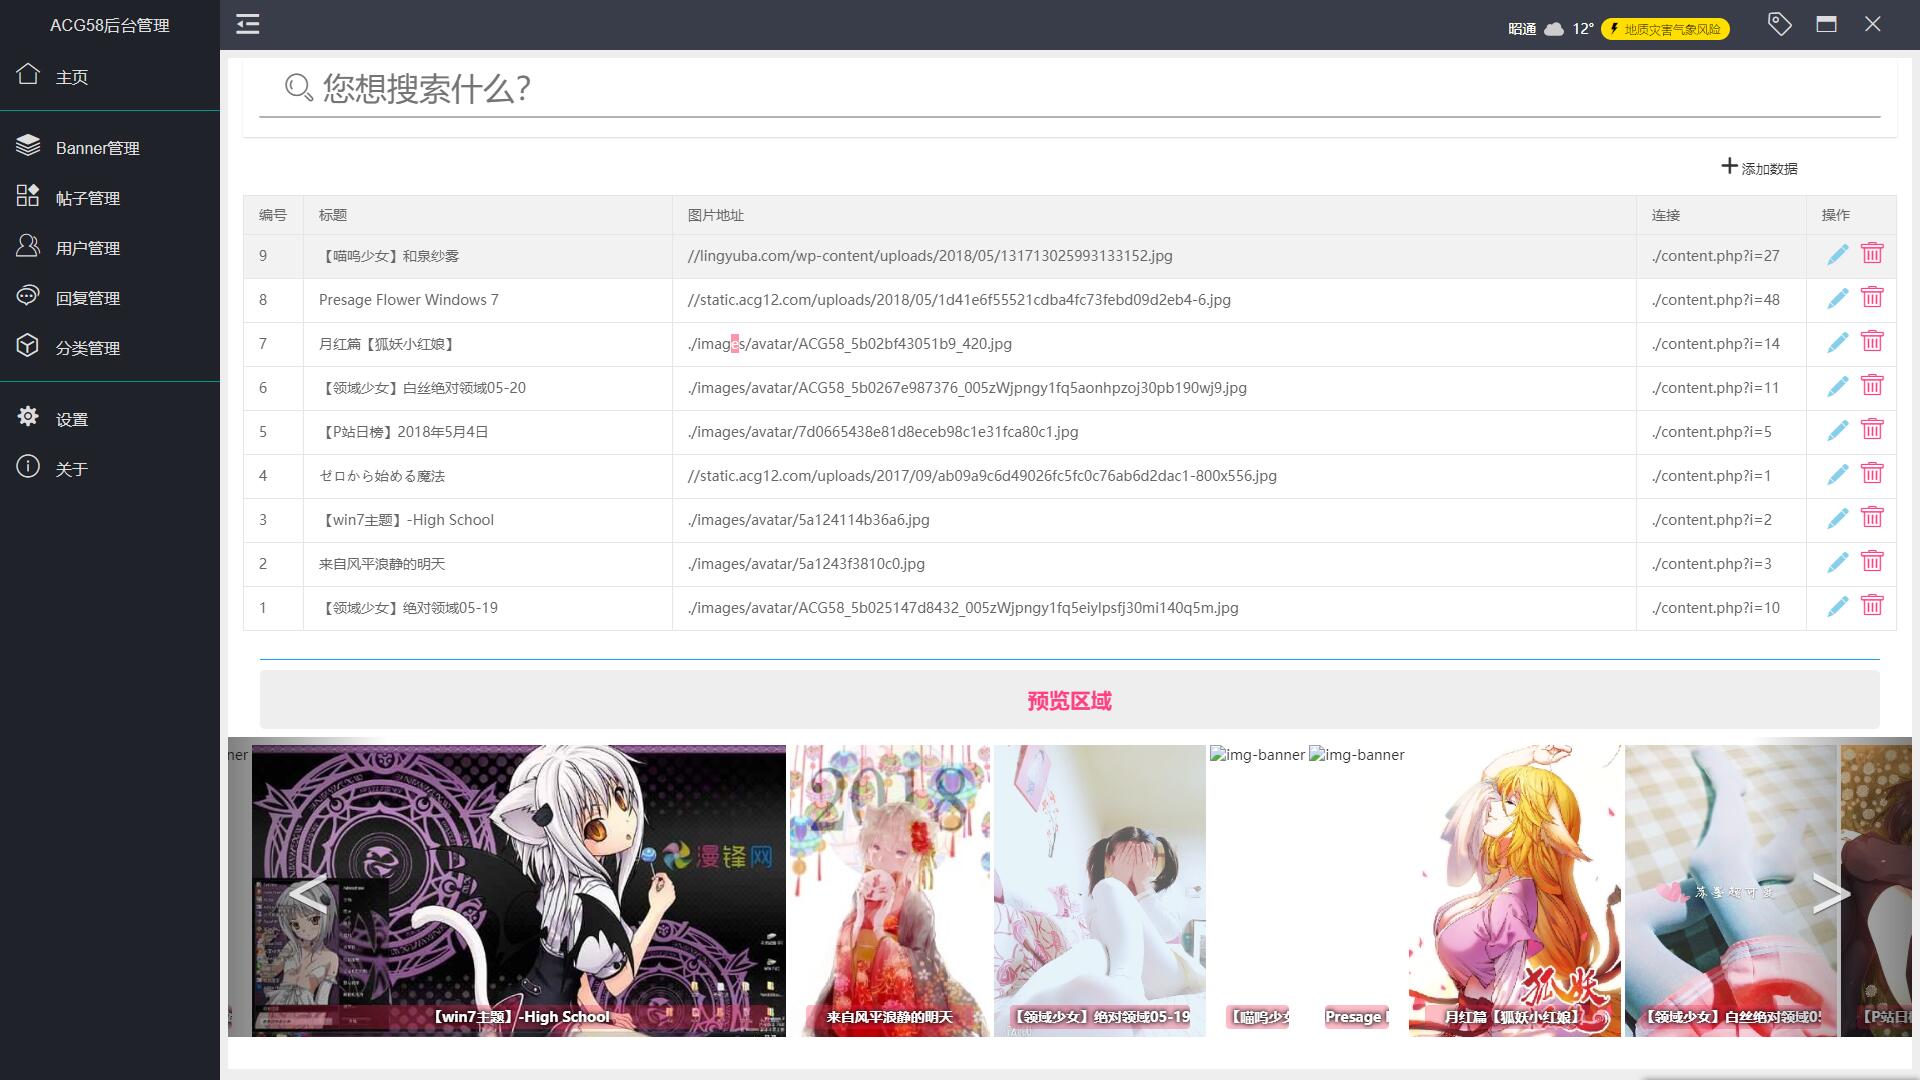 ACG58后台管理
昭通 12° 地质灾害气象风险
主页
Banner管理
帖子管理
用户管理
回复管理
分类管理
设置
关于
您想搜索什么?
添加数据
编号 标题 图片地址 连接 操作
9 【喵呜少女】和泉纱雾 //lingyuba.com/wp-content/uploads/2018/05/131713025993133152.jpg ./content.php?i=27
8 Presage Flower Windows 7 //static.acg12.com/uploads/2018/05/1d41e6f55521cdba4fc73febd09d2eb4-6.jpg ./content.php?i=48
7 月红篇【狐妖小红娘】 ./images/avatar/ACG58_5b02bf43051b9_420.jpg ./content.php?i=14
6 【领域少女】白丝绝对领域05-20 ./images/avatar/ACG58_5b0267e987376_005zWjpngy1fq5aonhpzoj30pb190wj9.jpg ./content.php?i=11
5 【P站日榜】2018年5月4日 ./images/avatar/7d0665438e81d8eceb98c1e31fca80c1.jpg ./content.php?i=5
4 ゼロから始める魔法 //static.acg12.com/uploads/2017/09/ab09a9c6d49026fc5fc0c76ab6d2dac1-800x556.jpg ./content.php?i=1
3 【win7主题】-High School ./images/avatar/5a124114b36a6.jpg ./content.php?i=2
2 来自风平浪静的明天 ./images/avatar/5a1243f3810c0.jpg ./content.php?i=3
1 【领域少女】绝对领域05-19 ./images/avatar/ACG58_5b025147d8432_005zWjpngy1fq5eiylpsfj30mi140q5m.jpg ./content.php?i=10
预览区域
ner img-banner img-banner
2018
漫锋网
苏墨超可爱
狐妖
【win7主题】-High School 来自风平浪静的明天 【领域少女】绝对领域05-19 【喵呜少女 Presage 月红篇【狐妖小红娘】 【领域少女】白丝绝对领域0 【P站日